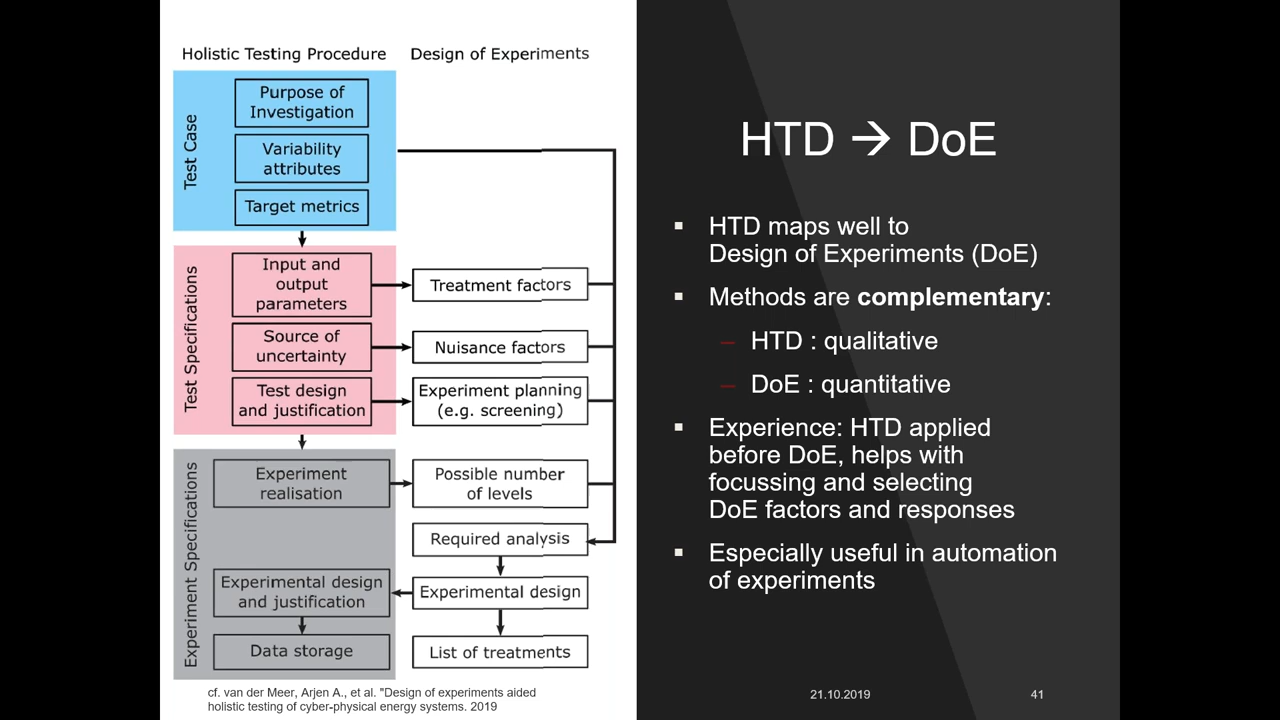 Holistic Testing Procedure
Design of Experiments
Test Case
Purpose of
Investigation
Variability
attributes
Target metrics
Test Specifications
Input and
output
parameters
Treatment factors
Source of
uncertainty
Nuisance factors
Test design
and justification
Experiment planning
(e.g. screening)
Experiment Specifications
Experiment
realisation
Possible number
of levels
Required analysis
Experimental design
and justification
Experimental design
Data storage
List of treatments
cf. van der Meer, Arjen A., et al. "Design of experiments aided
holistic testing of cyber-physical energy systems. 2019
HTD → DoE
▪ HTD maps well to
Design of Experiments (DoE)
▪ Methods are complementary:
– HTD : qualitative
– DoE : quantitative
▪ Experience: HTD applied
before DoE, helps with
focussing and selecting
DoE factors and responses
▪ Especially useful in automation
of experiments
21.10.2019
41